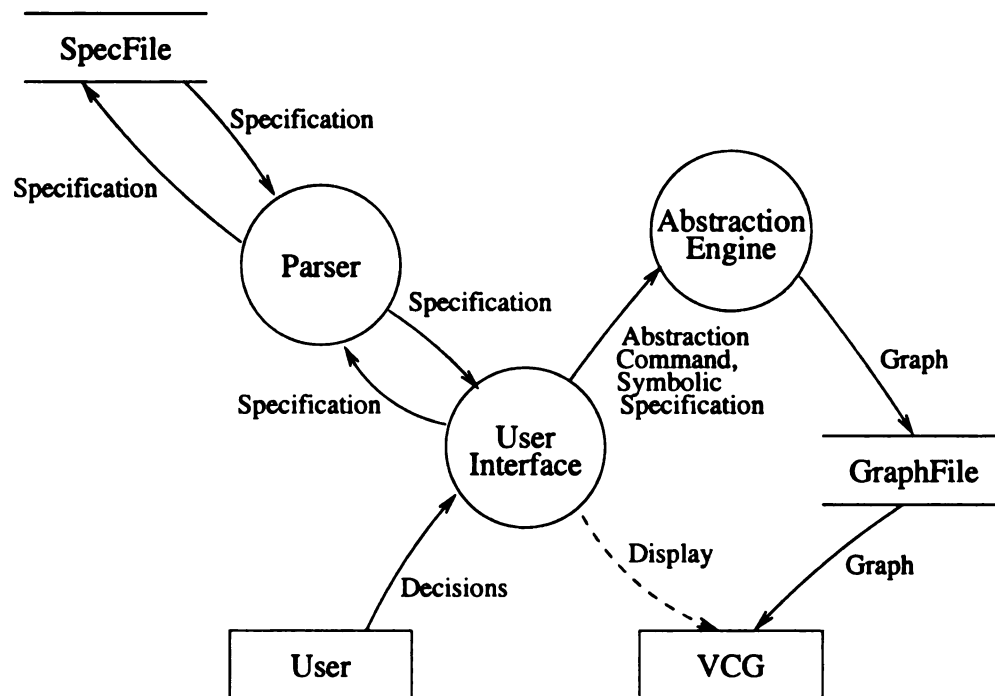 SpecFile
Specification
Specification
Parser
Abstraction
Engine
Specification
Abstraction
Command,
Symbolic
Specification
Graph
Specification
User
Interface
GraphFile
Display
Graph
Decisions
User
VCG